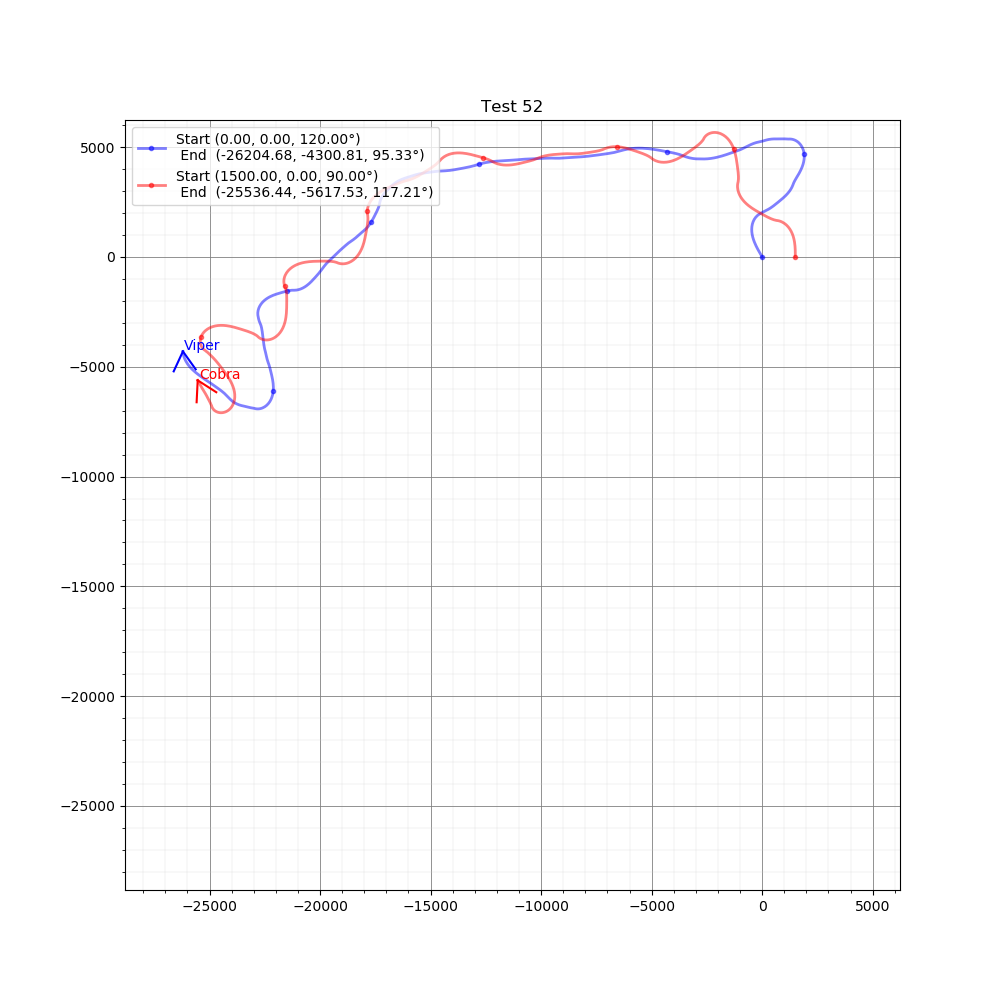 Test 52
Start (0.00, 0.00, 120.00°)
End (-26204.68, -4300.81, 95.33°)
Start (1500.00, 0.00, 90.00°)
End (-25536.44, -5617.53, 117.21°)
5000
0
−5000
−10000
−15000
−20000
−25000
Viper
Cobra
−25000 −20000 −15000 −10000 −5000 0 5000